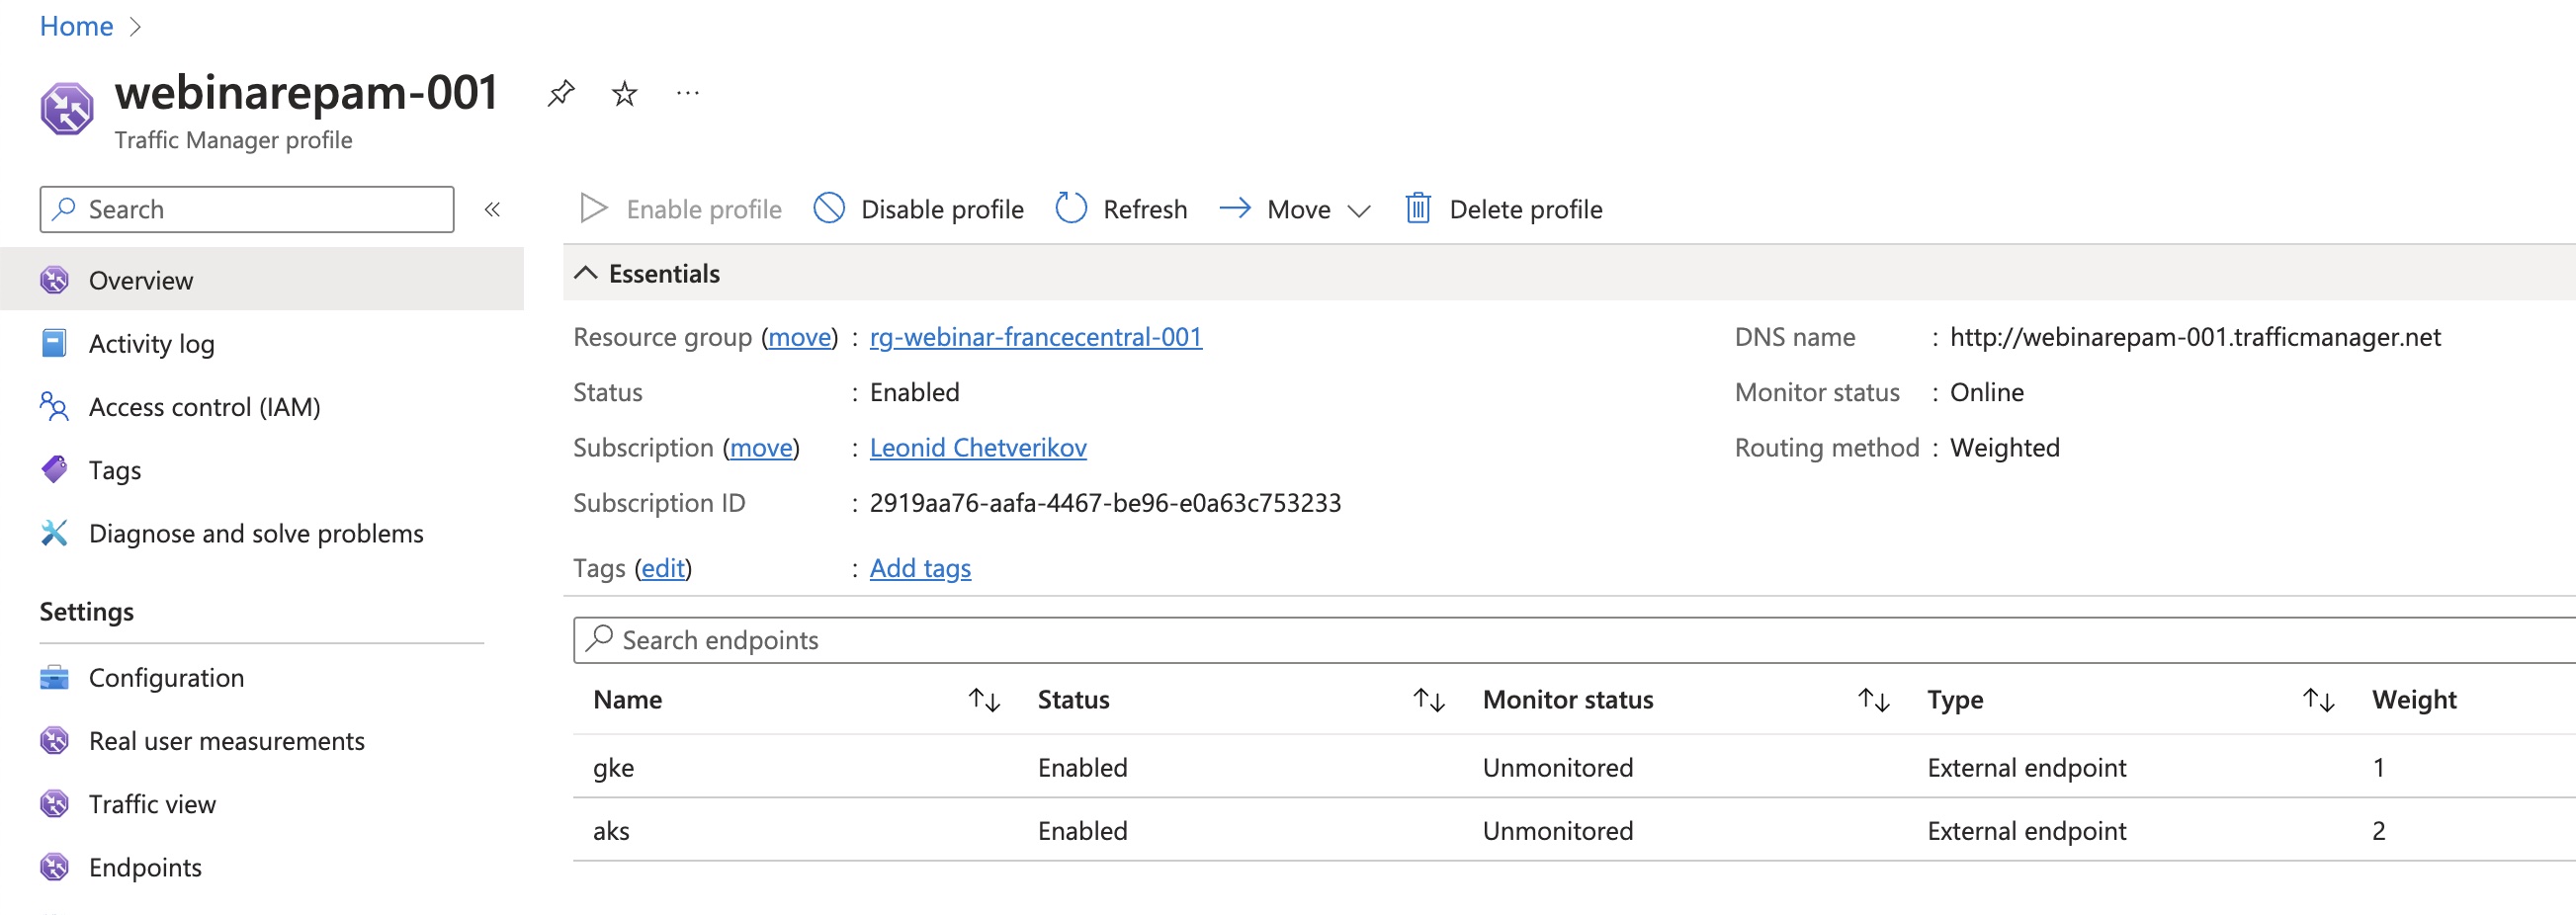 Home
webinarepam-001
Traffic Manager profile
Search
Overview
Activity log
Access control (IAM)
Tags
Diagnose and solve problems
Settings
Configuration
Real user measurements
Traffic view
Endpoints
Enable profile Disable profile Refresh Move Delete profile
Essentials
Resource group (move) : rg-webinar-francecentral-001
Status : Enabled
Subscription (move) : Leonid Chetverikov
Subscription ID : 2919aa76-aafa-4467-be96-e0a63c753233
Tags (edit) : Add tags
DNS name : http://webinarepam-001.trafficmanager.net
Monitor status : Online
Routing method : Weighted
Search endpoints
Name Status Monitor status Type Weight
gke Enabled Unmonitored External endpoint 1
aks Enabled Unmonitored External endpoint 2